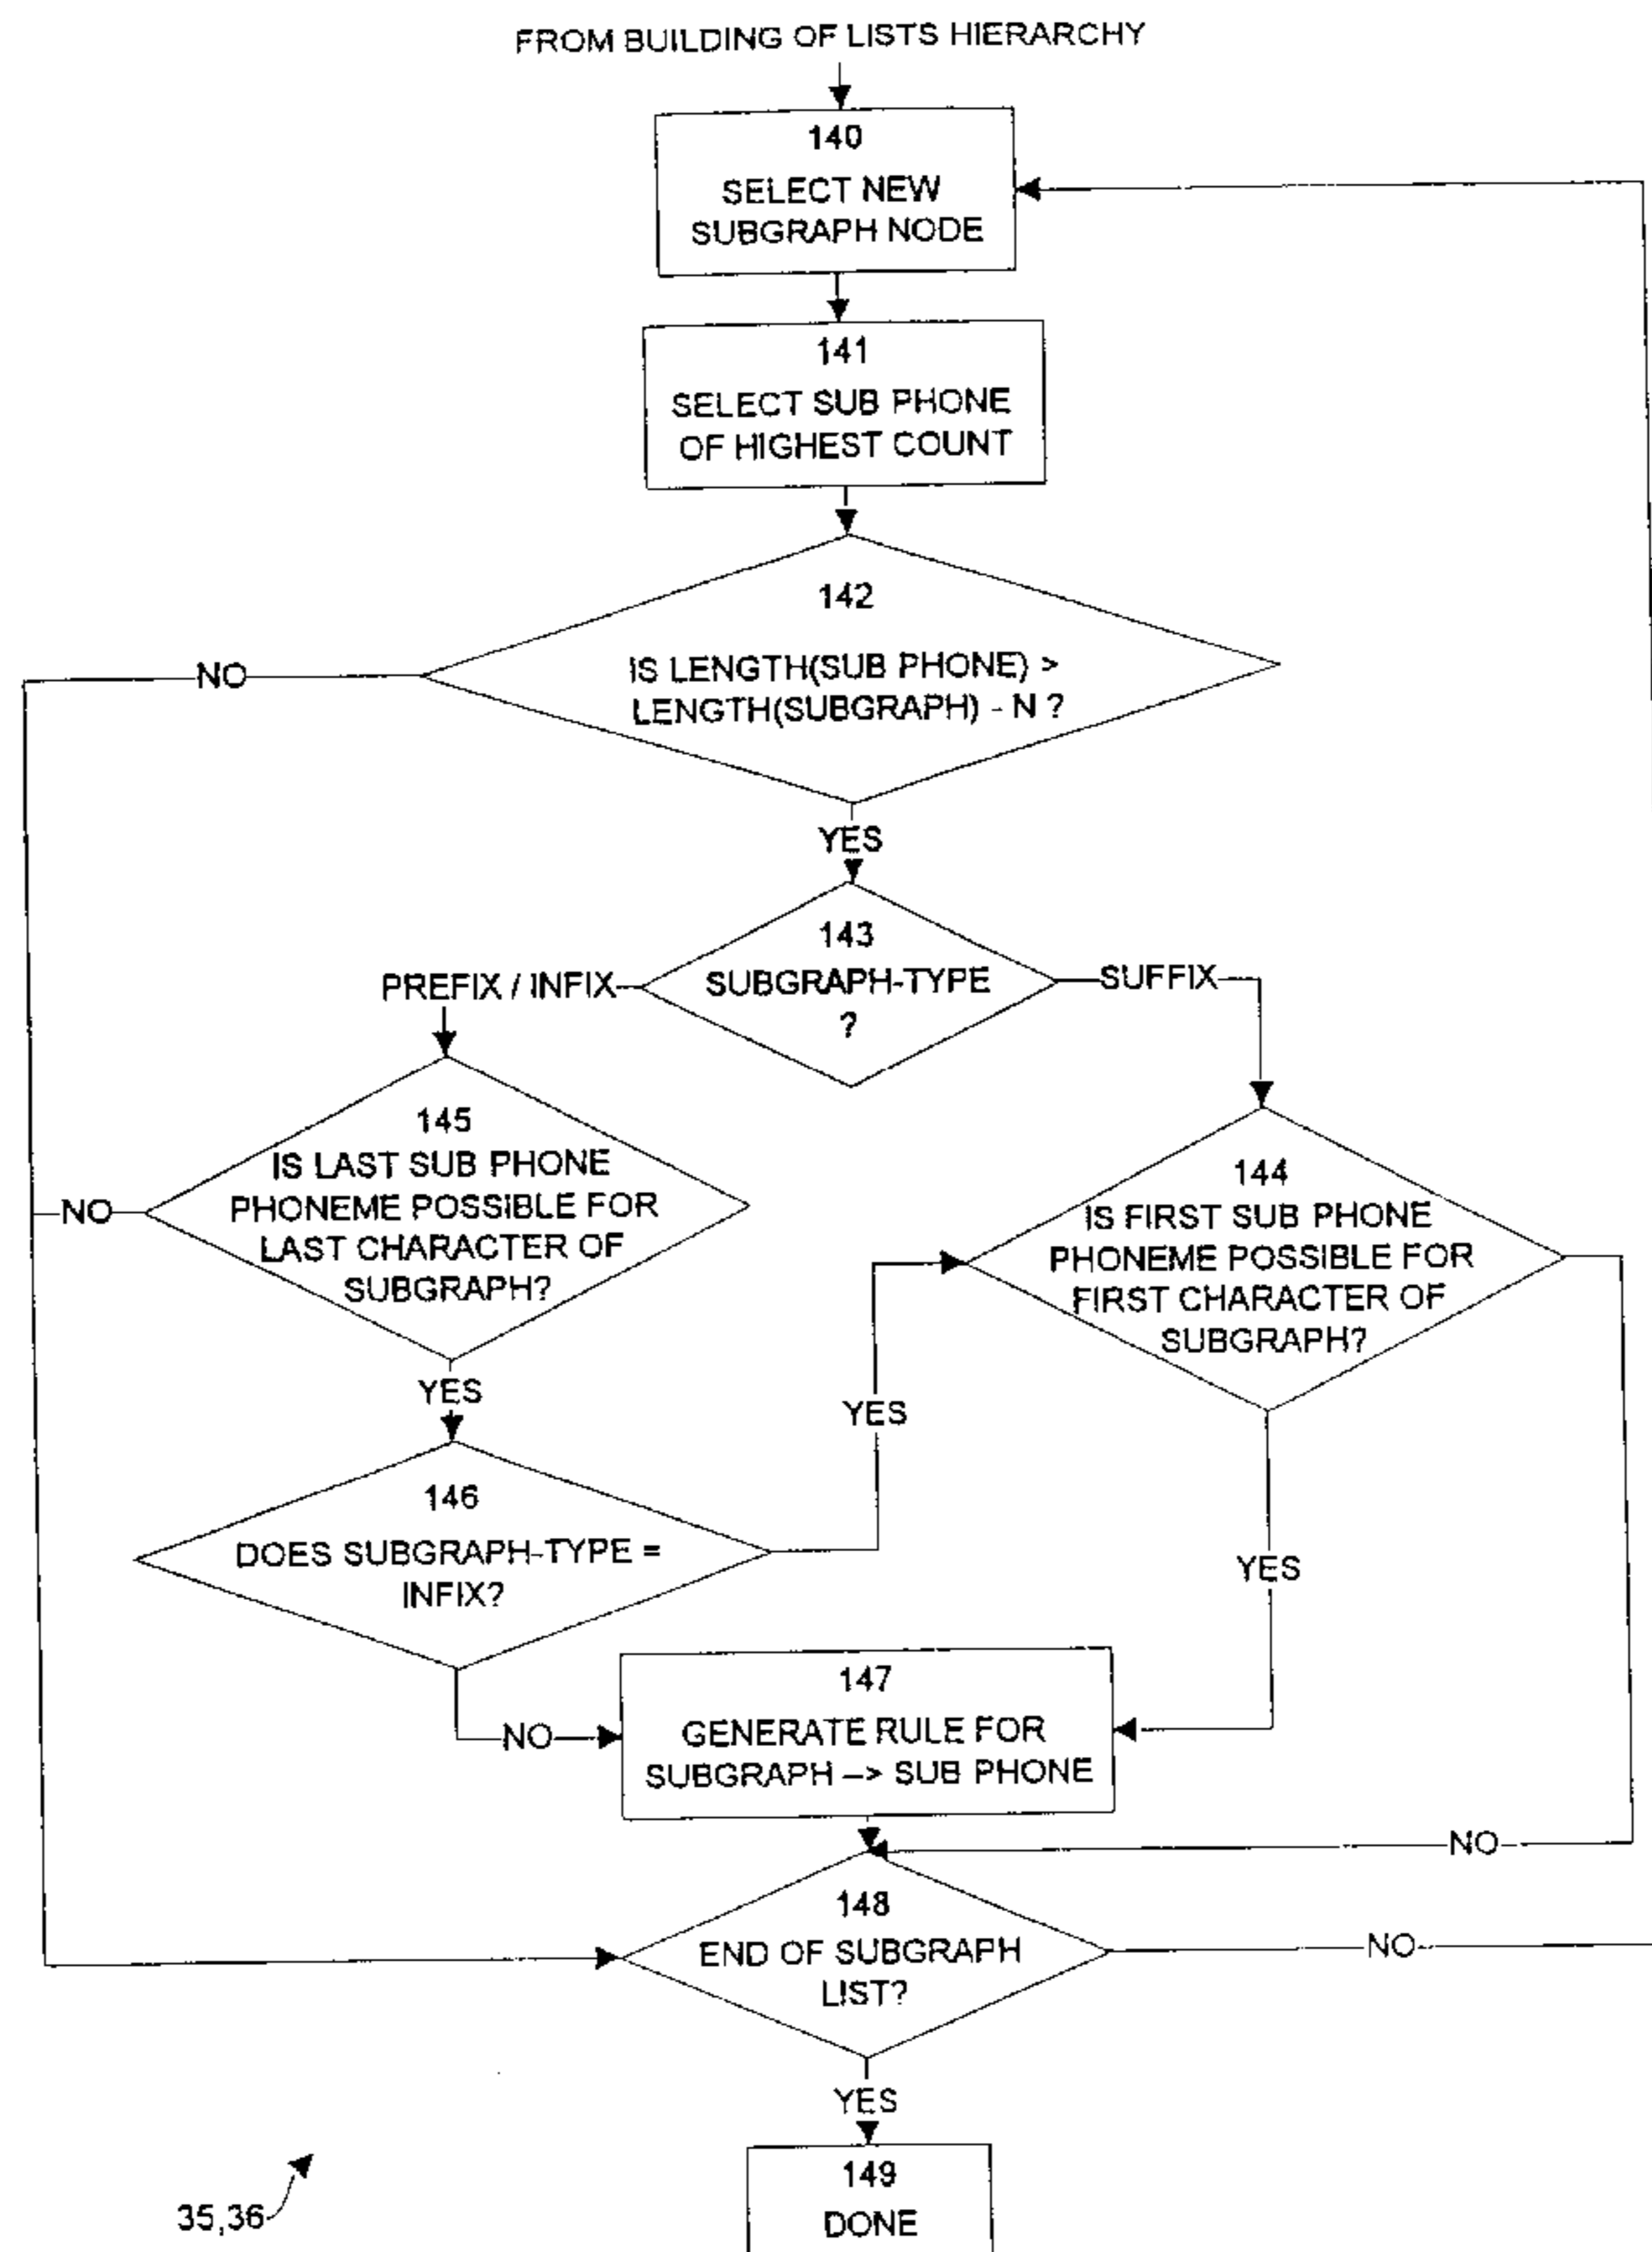 FROM BUILDING OF LISTS HIERARCHY
140
SELECT NEW
SUBGRAPH NODE
141
SELECT SUB PHONE
OF HIGHEST COUNT
142
IS LENGTH(SUB PHONE) >
LENGTH(SUBGRAPH) - N ?
NO
YES
143
SUBGRAPH-TYPE
?
PREFIX / INFIX
SUFFIX
145
IS LAST SUB PHONE
PHONEME POSSIBLE FOR
LAST CHARACTER OF
SUBGRAPH?
NO
YES
144
IS FIRST SUB PHONE
PHONEME POSSIBLE FOR
FIRST CHARACTER OF
SUBGRAPH?
YES
146
DOES SUBGRAPH-TYPE =
INFIX?
YES
NO
147
GENERATE RULE FOR
SUBGRAPH --> SUB PHONE
NO
148
END OF SUBGRAPH
LIST?
NO
YES
149
DONE
35,36